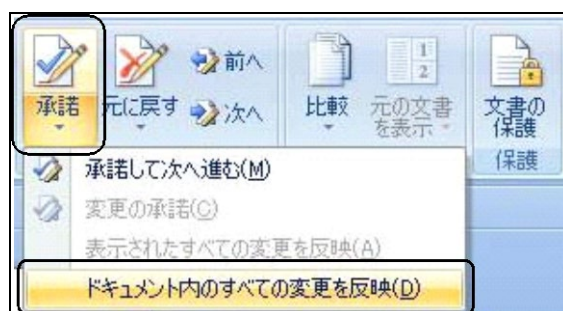 承諾
元に戻す
前へ
次へ
比較
1
2
元の文書
を表示
文書の
保護
保護
承諾して次へ進む(M)
変更の承諾(C)
表示されたすべての変更を反映(A)
ドキュメント内のすべての変更を反映(D)